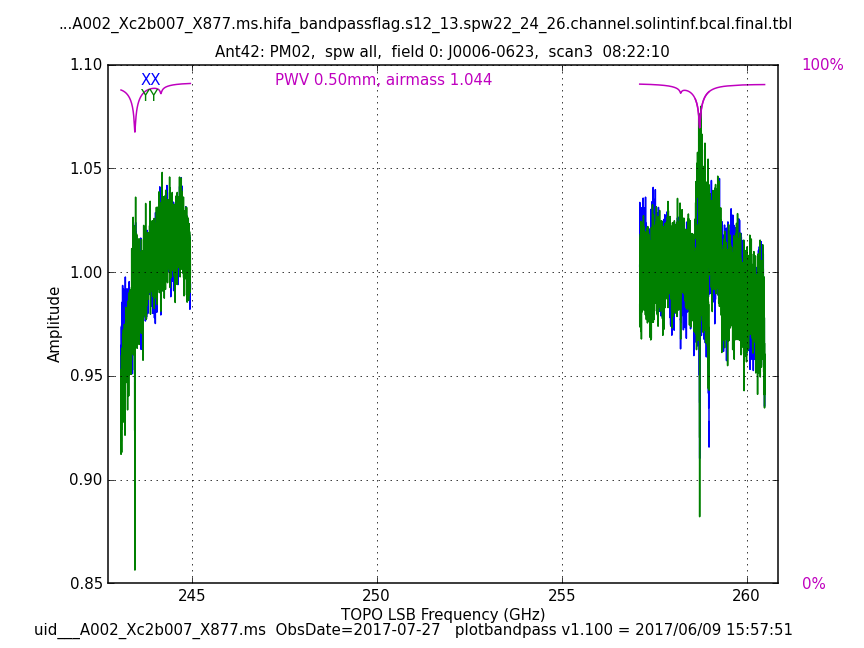 ...A002_Xc2b007_X877.ms.hifa_bandpassflag.s12_13.spw22_24_26.channel.solintinf.bcal.final.tbl
Ant42: PM02, spw all, field 0: J0006-0623, scan3 08:22:10
1.10
100%
XX
PWV 0.50mm, airmass 1.044
YY
1.05
1.00
0.95
0.90
0.85
0%
Amplitude
245
250
255
260
TOPO LSB Frequency (GHz)
uid___A002_Xc2b007_X877.ms ObsDate=2017-07-27 plotbandpass v1.100 = 2017/06/09 15:57:51